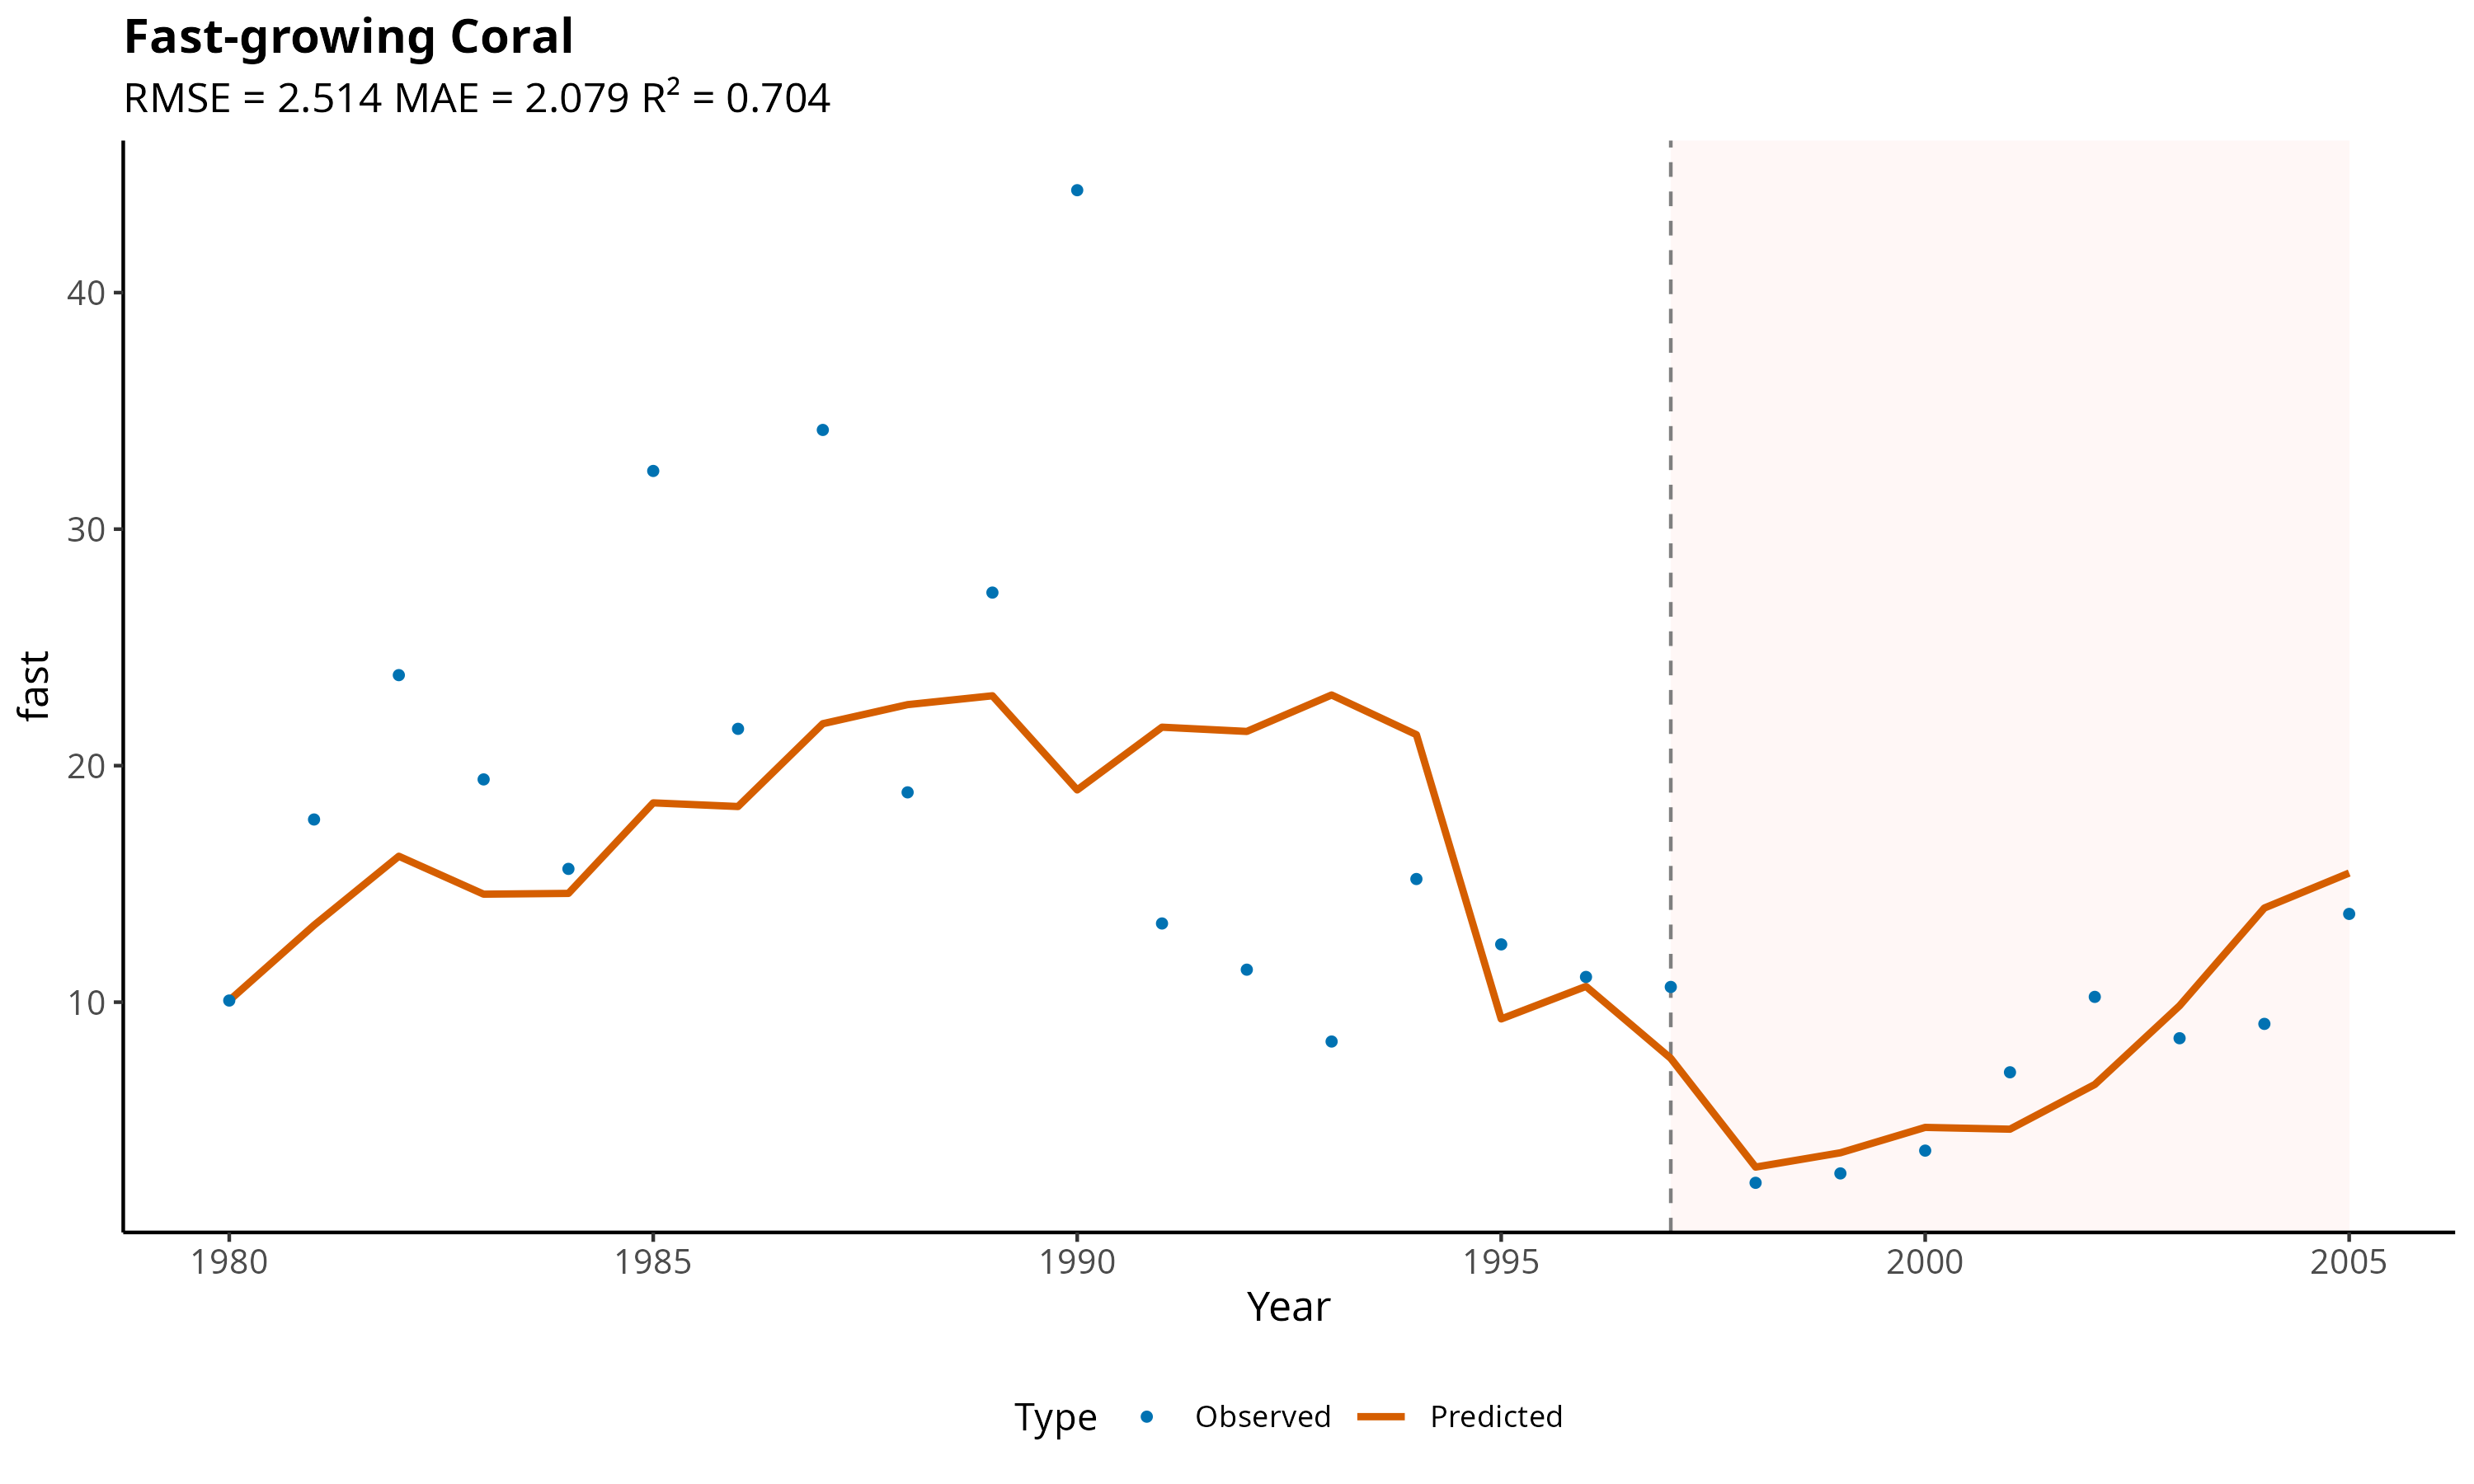 Fast-growing Coral
RMSE = 2.514 MAE = 2.079 R² = 0.704
fast
40
30
20
10
1980 1985 1990 1995 2000 2005
Year
Type Observed Predicted